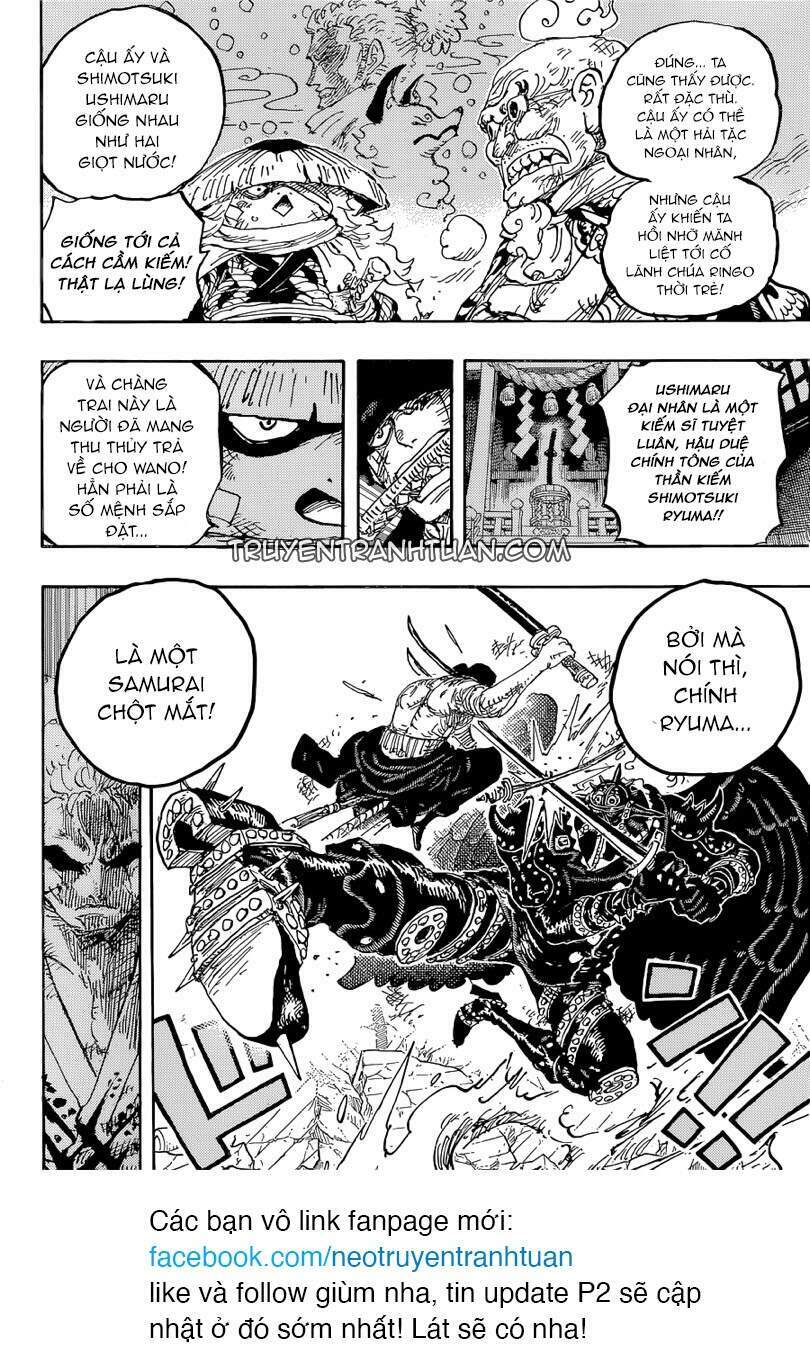 ĐÚNG... TA
CŨNG THẤY ĐƯỢC.
RẤT ĐẶC THÙ.
CẬU ẤY CÓ THỂ
LÀ MỘT HẢI TẶC
NGOẠI NHÂN,
NHƯNG CẬU
ẤY KHIẾN TA
HỒI NHỚ MÃNH
LIỆT TỚI CỐ
LÃNH CHÚA RINGO
THỜI TRẺ!
CẬU ẤY VÀ
SHIMOTSUKI
USHIMARU
GIỐNG NHAU
NHƯ HAI
GIỌT NƯỚC!
GIỐNG TỚI CẢ
CÁCH CẦM KIẾM!
THẬT LẠ LÙNG!
USHIMARU
ĐẠI NHÂN LÀ MỘT
KIẾM SĨ TUYỆT
LUÂN, HẬU DUỆ
CHÍNH TÔNG CỦA
THẦN KIẾM
SHIMOTSUKI
RYUMA!!
VÀ CHÀNG
TRAI NÀY LÀ
NGƯỜI ĐÃ MANG
THU THỦY TRẢ
VỀ CHO WANO!
HẲN PHẢI LÀ
SỐ MỆNH SẮP
ĐẶT...
TRUYENTRANHTUAN.COM
BỞI MÀ
NÓI THÌ,
CHÍNH
RYUMA...
LÀ MỘT
SAMURAI
CHỘT MẮT!
ド!!
Các bạn vô link fanpage mới:
facebook.com/neotruyentranhtuan
like và follow giùm nha, tin update P2 sẽ cập
nhật ở đó sớm nhất! Lát sẽ có nha!